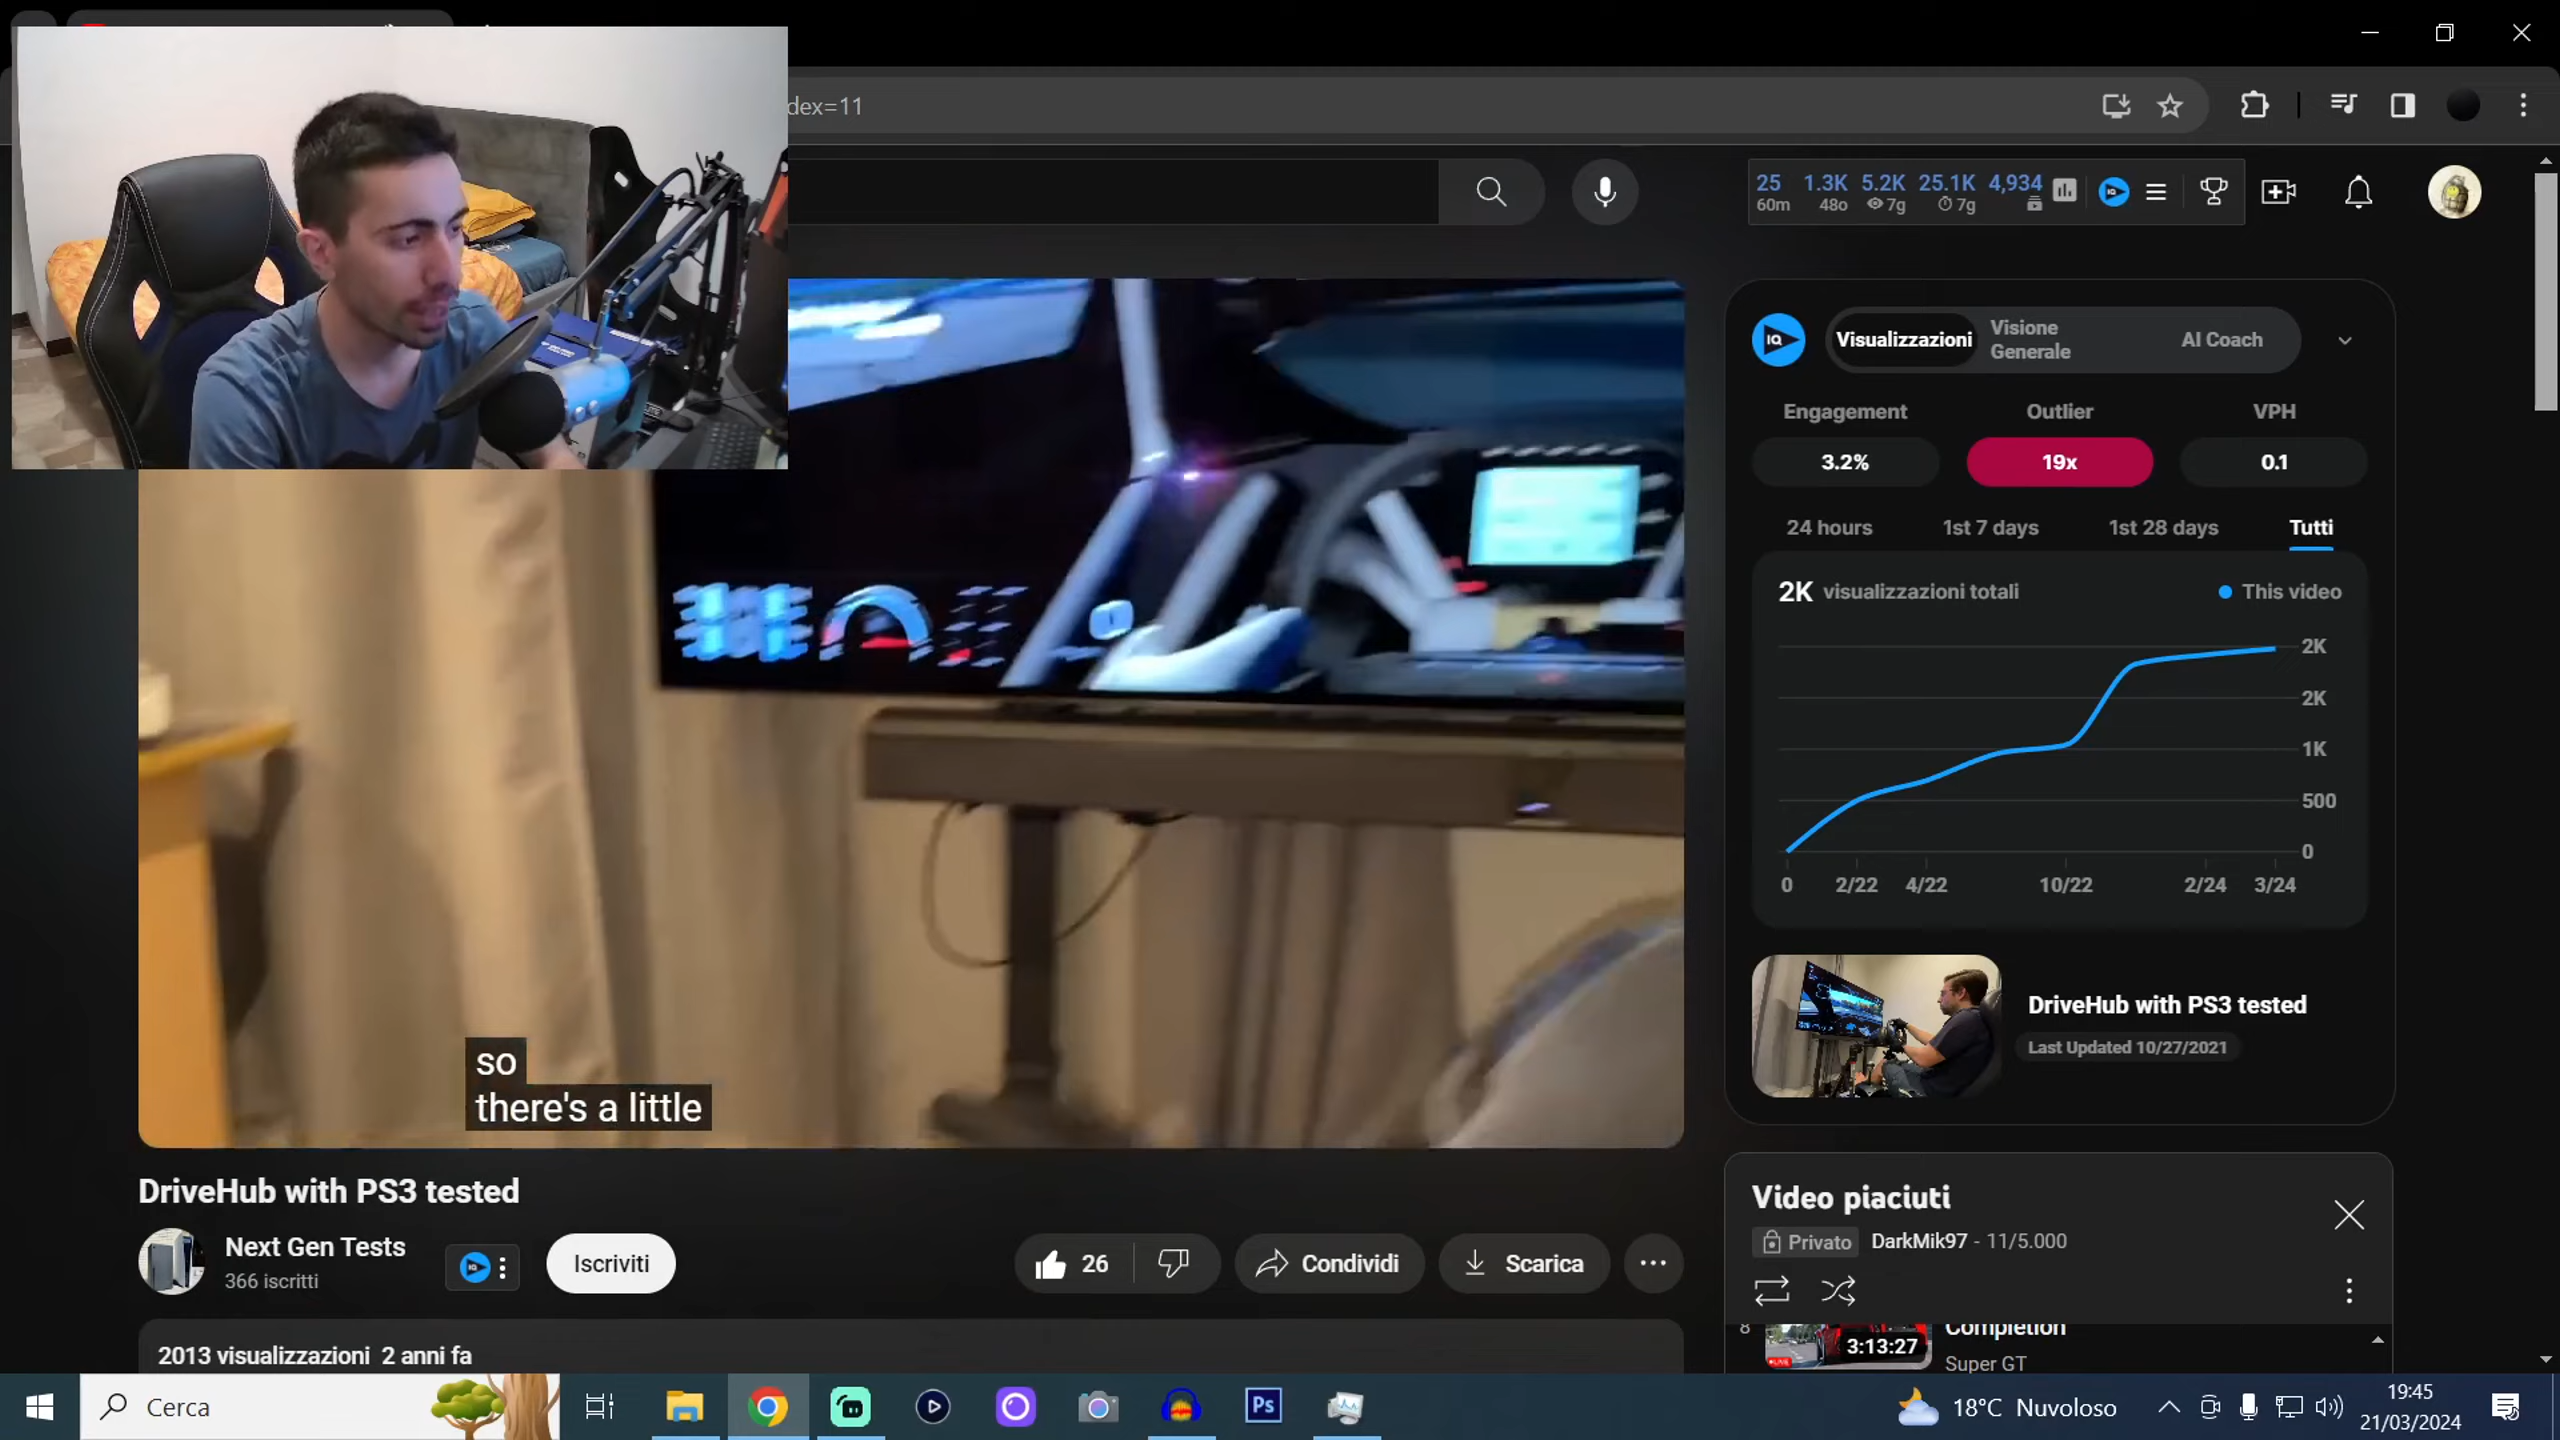 dex=11
25 1.3K 5.2K 25.1K 4,934
60m 48o 7g 7g
IQ Visualizzazioni Visione Generale AI Coach
Engagement Outlier VPH
3.2% 19x 0.1
24 hours 1st 7 days 1st 28 days Tutti
2K visualizzazioni totali This video
2K
2K
1K
500
0
0 2/22 4/22 10/22 2/24 3/24
DriveHub with PS3 tested
Last Updated 10/27/2021
so
there's a little
DriveHub with PS3 tested
Next Gen Tests
366 iscritti
Iscriviti
26
Condividi
Scarica
2013 visualizzazioni 2 anni fa
Video piaciuti
Privato DarkMik97 - 11/5.000
8
3:13:27
LIVE
Completion
Super GT
Cerca
Ps
18°C Nuvoloso
19:45
21/03/2024